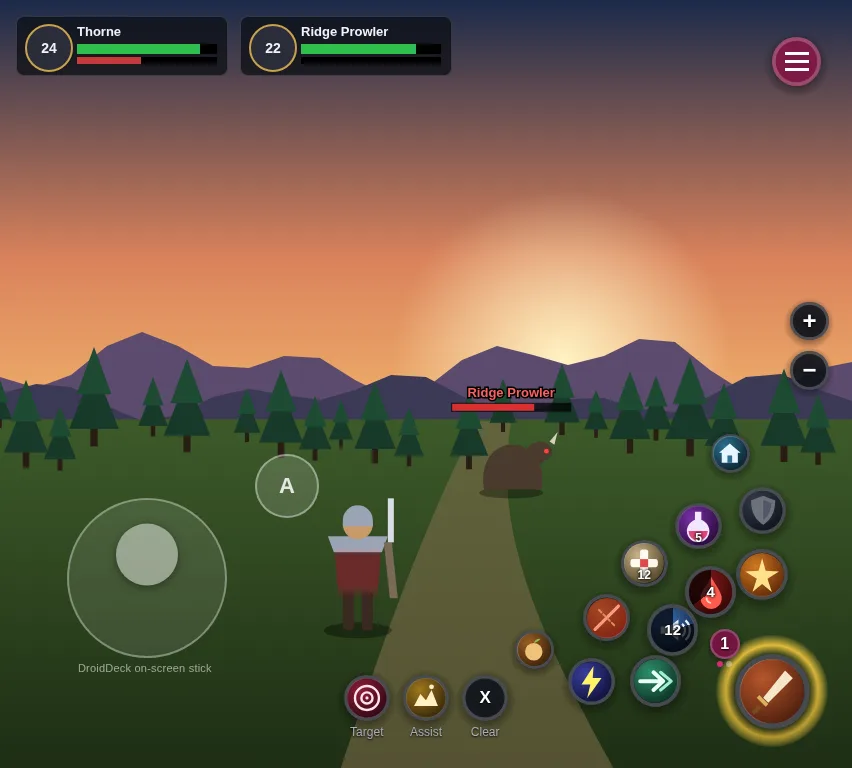 Thorne
24
Ridge Prowler
22
+
−
Ridge Prowler
A
5
12
4
12
1
DroidDeck on-screen stick
X
Target
Assist
Clear